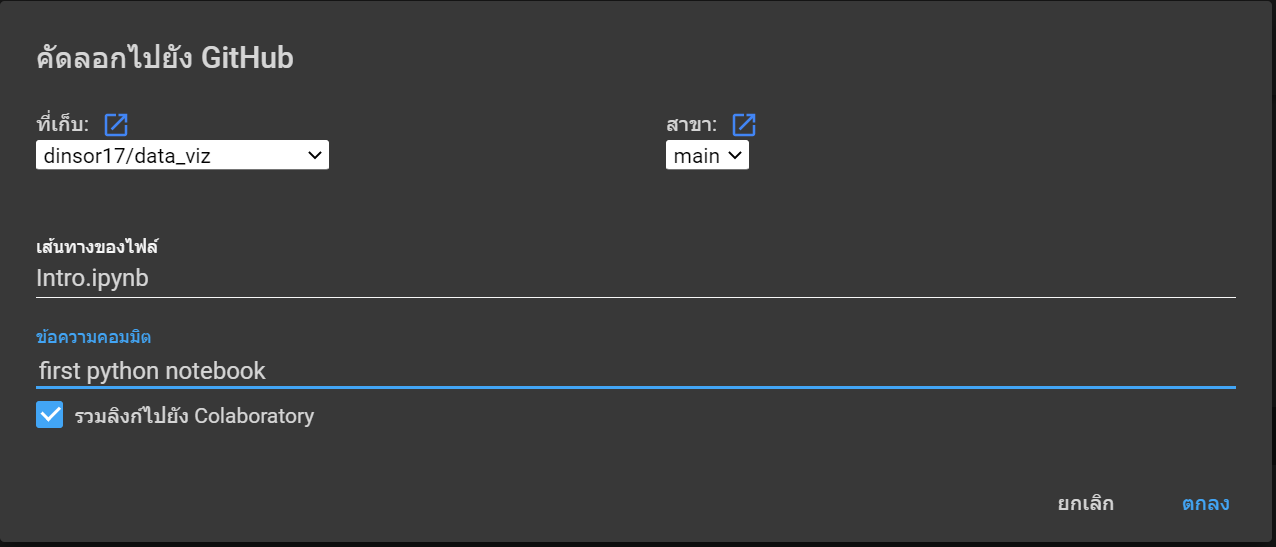 คัดลอกไปยัง GitHub
ที่เก็บ:
dinsor17/data_viz
สาขา:
main
เส้นทางของไฟล์
Intro.ipynb
ข้อความคอมมิต
first python notebook
รวมลิงก์ไปยัง Colaboratory
ยกเลิก ตกลง